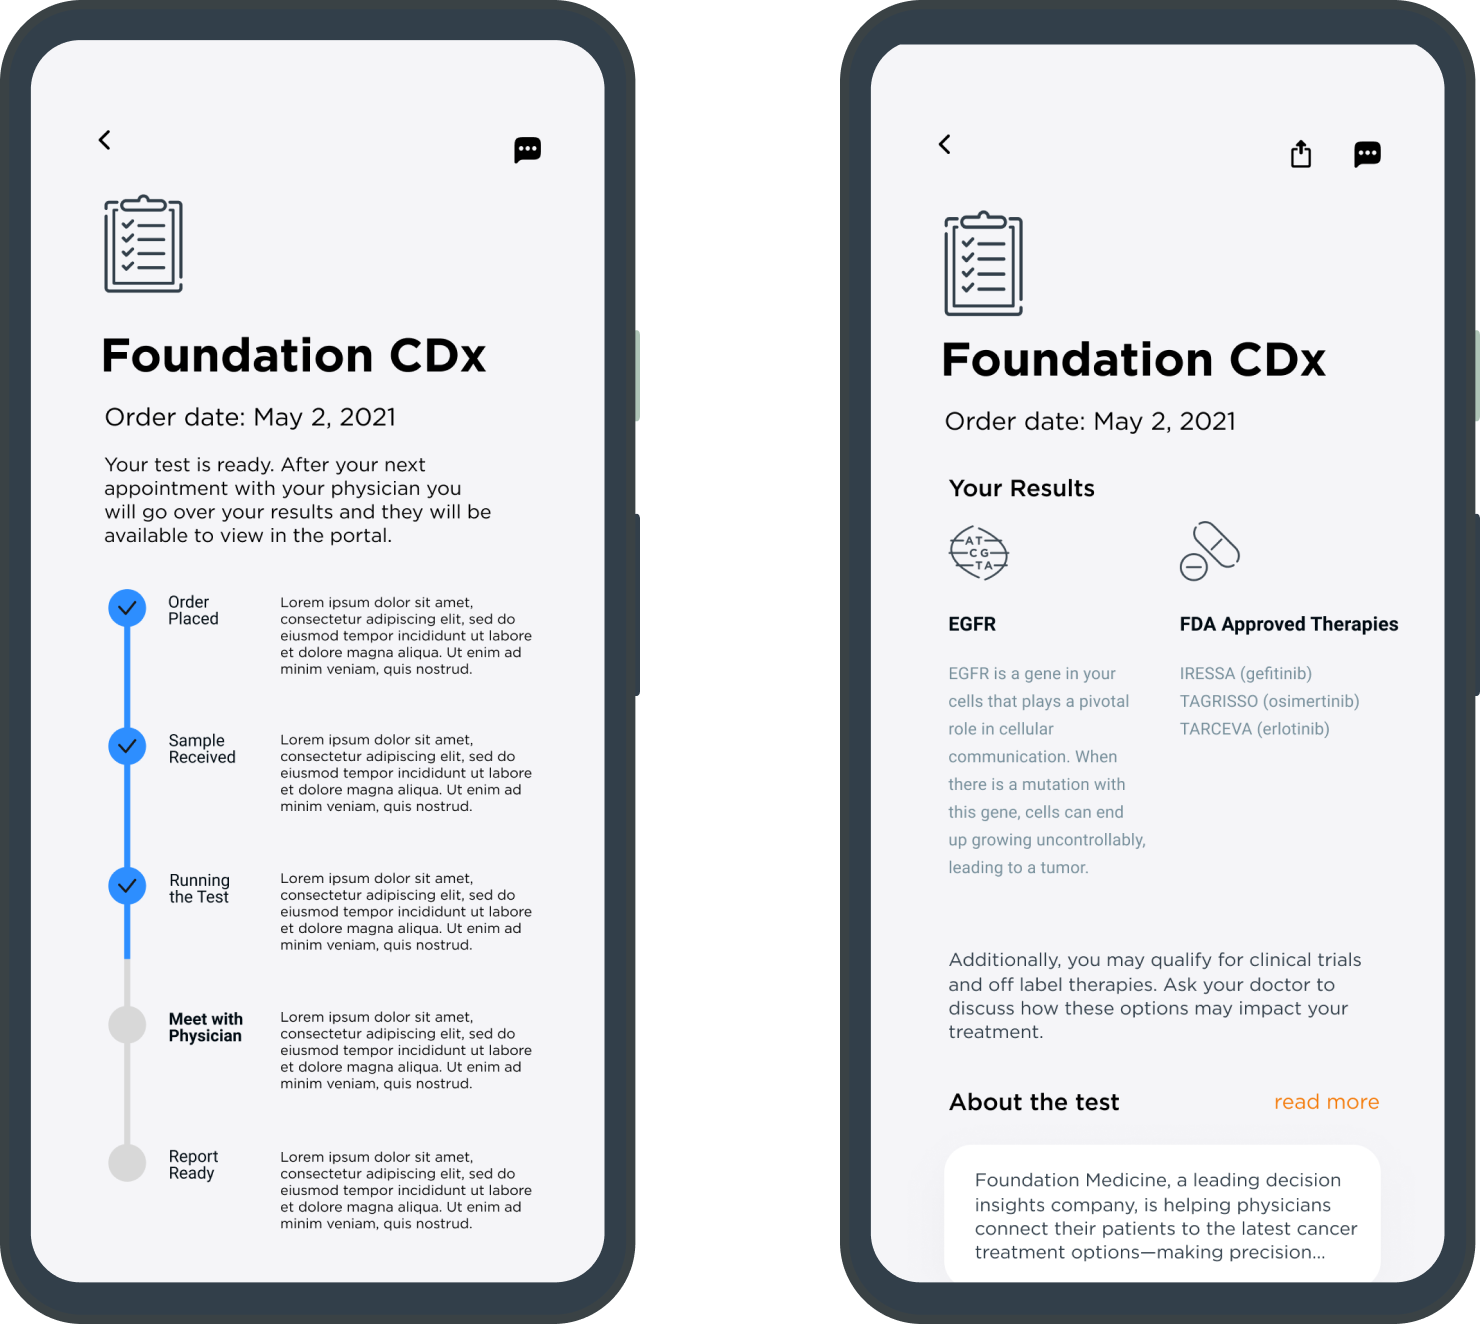 Foundation CDx
Order date: May 2, 2021
Your test is ready. After your next
appointment with your physician you
will go over your results and they will be
available to view in the portal.
Order
Placed
Lorem ipsum dolor sit amet,
consectetur adipiscing elit, sed do
eiusmod tempor incididunt ut labore
et dolore magna aliqua. Ut enim ad
minim veniam, quis nostrud.
Sample
Received
Lorem ipsum dolor sit amet,
consectetur adipiscing elit, sed do
eiusmod tempor incididunt ut labore
et dolore magna aliqua. Ut enim ad
minim veniam, quis nostrud.
Running
the Test
Lorem ipsum dolor sit amet,
consectetur adipiscing elit, sed do
eiusmod tempor incididunt ut labore
et dolore magna aliqua. Ut enim ad
minim veniam, quis nostrud.
Meet with
Physician
Lorem ipsum dolor sit amet,
consectetur adipiscing elit, sed do
eiusmod tempor incididunt ut labore
et dolore magna aliqua. Ut enim ad
minim veniam, quis nostrud.
Report
Ready
Lorem ipsum dolor sit amet,
consectetur adipiscing elit, sed do
eiusmod tempor incididunt ut labore
et dolore magna aliqua. Ut enim ad
minim veniam, quis nostrud.
Foundation CDx
Order date: May 2, 2021
Your Results
AT
CG
TA
EGFR
EGFR is a gene in your
cells that plays a pivotal
role in cellular
communication. When
there is a mutation with
this gene, cells can end
up growing uncontrollably,
leading to a tumor.
FDA Approved Therapies
IRESSA (gefitinib)
TAGRISSO (osimertinib)
TARCEVA (erlotinib)
Additionally, you may qualify for clinical trials
and off label therapies. Ask your doctor to
discuss how these options may impact your
treatment.
About the test
read more
Foundation Medicine, a leading decision
insights company, is helping physicians
connect their patients to the latest cancer
treatment options—making precision...